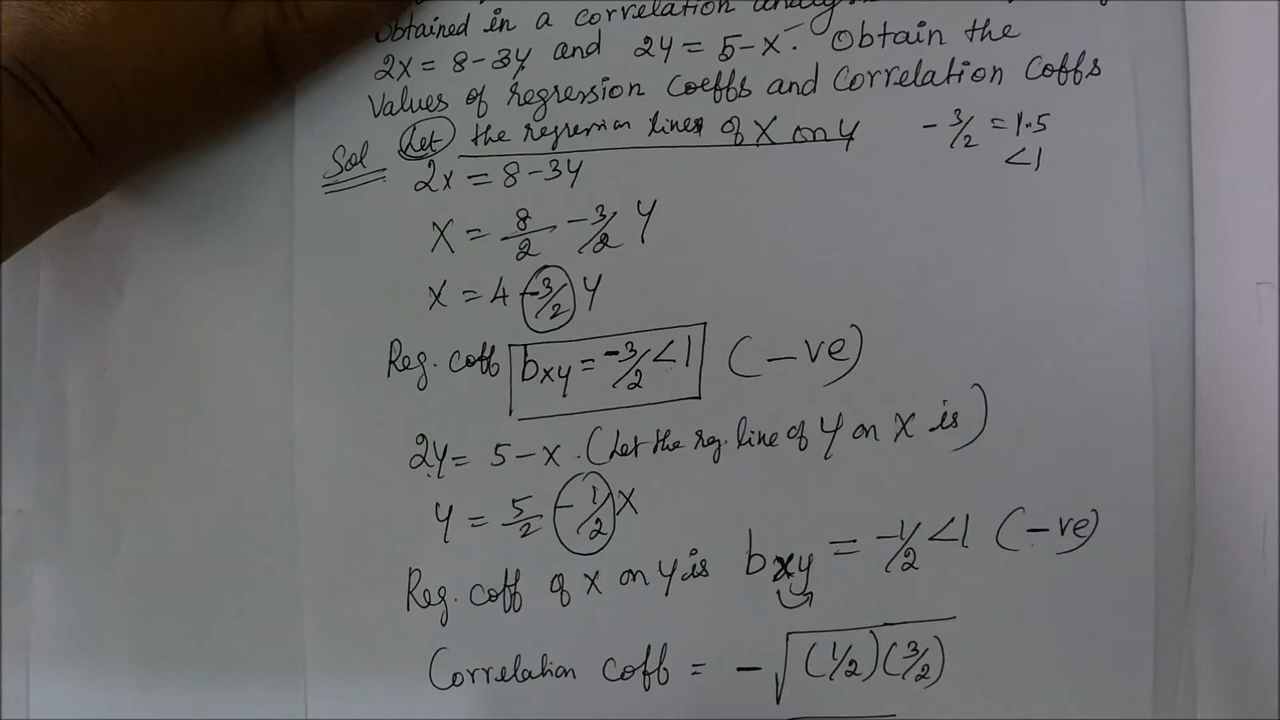 obtained in a correlation
2x = 8-3y and 2y = 5-x. Obtain the
Values of regression Coeffs and Correlation Coffs
Sol Let the regression lines of X on y
- 3/2 = 1.5
<1
2x = 8-3y
X = 8/2 - 3/2 y
X = 4 - 3/2 y
Reg. coff bxy = -3/2 <1 (-ve)
2y = 5-x. (Let the rg. line of y on x is)
y = 5/2 - 1/2 x
Reg. coff of x on y is bxy = -1/2 <1 (-ve)
Correlation coff = - √(1/2)(3/2)